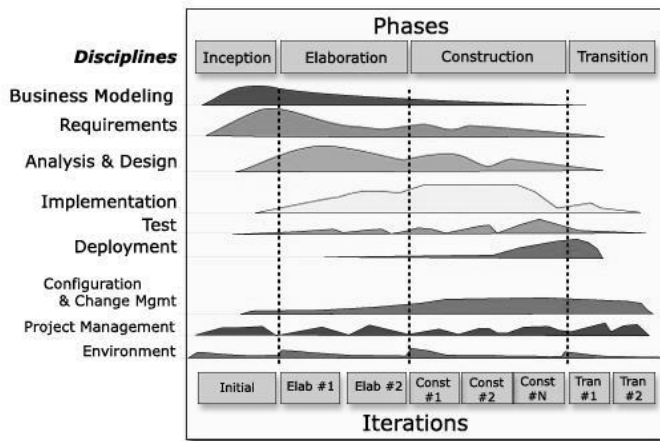 Phases
Disciplines
Inception
Elaboration
Construction
Transition
Business Modeling
Requirements
Analysis & Design
Implementation
Test
Deployment
Configuration
& Change Mgmt
Project Management
Environment
Initial
Elab #1
Elab #2
Const
#1
Const
#2
Const
#N
Tran
#1
Tran
#2
Iterations